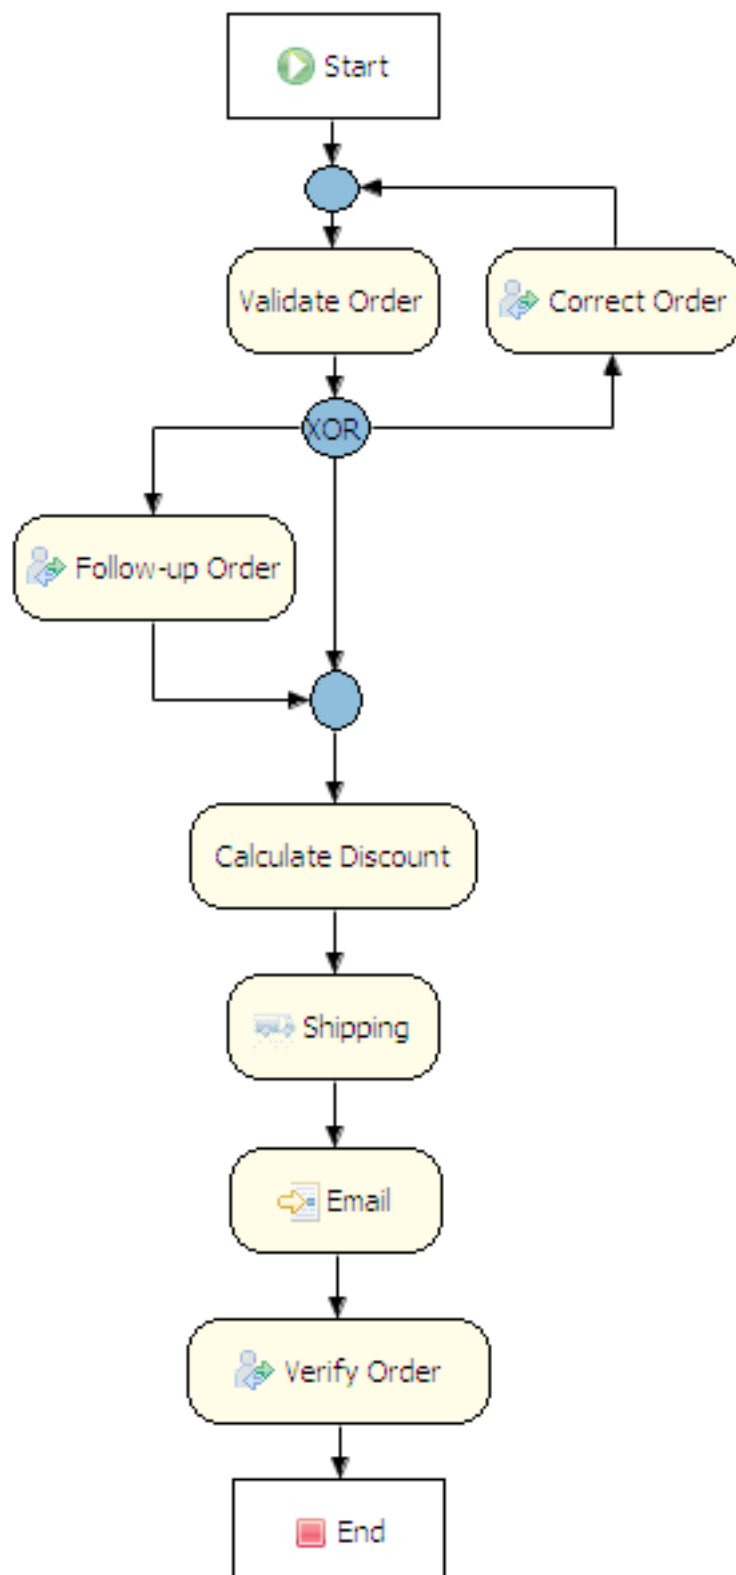 Start
Validate Order
Correct Order
XOR
Follow-up Order
Calculate Discount
Shipping
Email
Verify Order
End